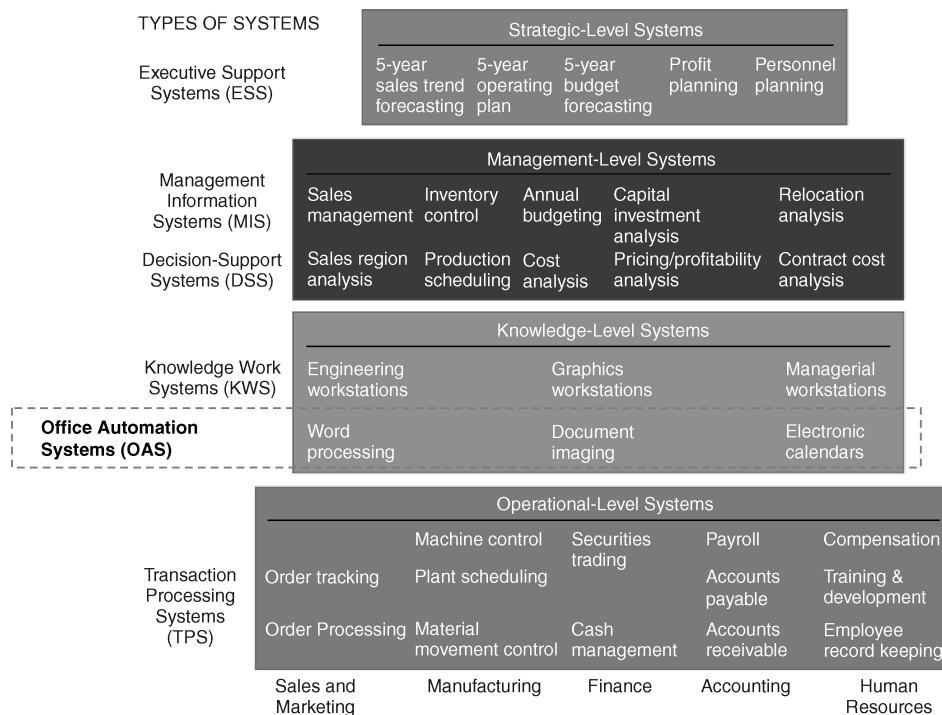 TYPES OF SYSTEMS
Strategic-Level Systems
Executive Support
Systems (ESS)
5-year
sales trend
forecasting
5-year
operating
plan
5-year
budget
forecasting
Profit
planning
Personnel
planning
Management-Level Systems
Management
Information
Systems (MIS)
Sales
management
Inventory
control
Annual
budgeting
Capital
investment
analysis
Relocation
analysis
Decision-Support
Systems (DSS)
Sales region
analysis
Production
scheduling
Cost
analysis
Pricing/profitability
analysis
Contract cost
analysis
Knowledge-Level Systems
Knowledge Work
Systems (KWS)
Engineering
workstations
Graphics
workstations
Managerial
workstations
Office Automation
Systems (OAS)
Word
processing
Document
imaging
Electronic
calendars
Operational-Level Systems
Transaction
Processing
Systems
(TPS)
Machine control
Securities
trading
Payroll
Compensation
Order tracking
Plant scheduling
Accounts
payable
Training &
development
Order Processing
Material
movement control
Cash
management
Accounts
receivable
Employee
record keeping
Sales and
Marketing
Manufacturing
Finance
Accounting
Human
Resources